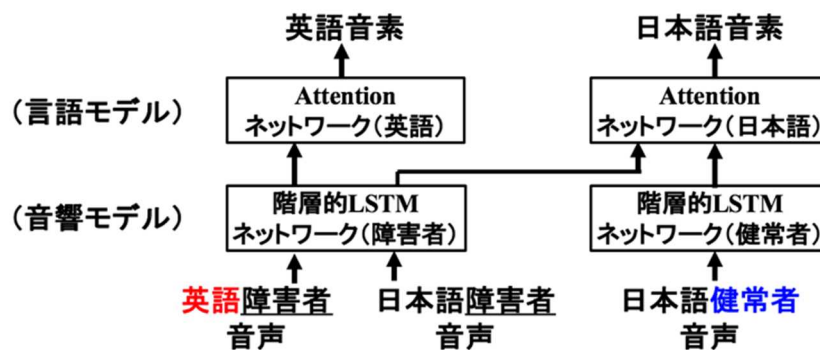 英語音素
日本語音素
(言語モデル)
Attention
ネットワーク(英語)
Attention
ネットワーク(日本語)
(音響モデル)
階層的LSTM
ネットワーク(障害者)
階層的LSTM
ネットワーク(健常者)
英語障害者
音声
日本語障害者
音声
日本語健常者
音声